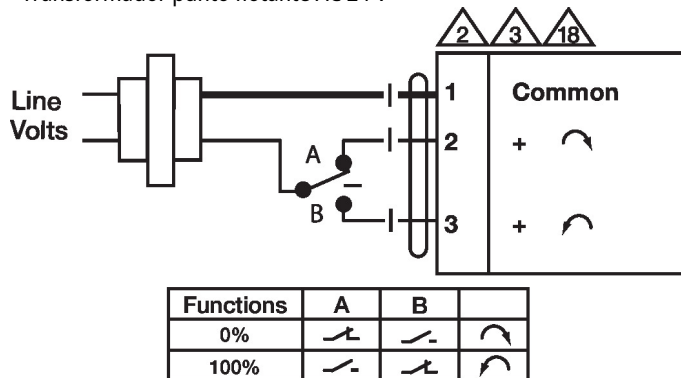 2 3 18
Line
Volts
1 Common
A
2 +
B
3 +
Functions A B
0%
100%